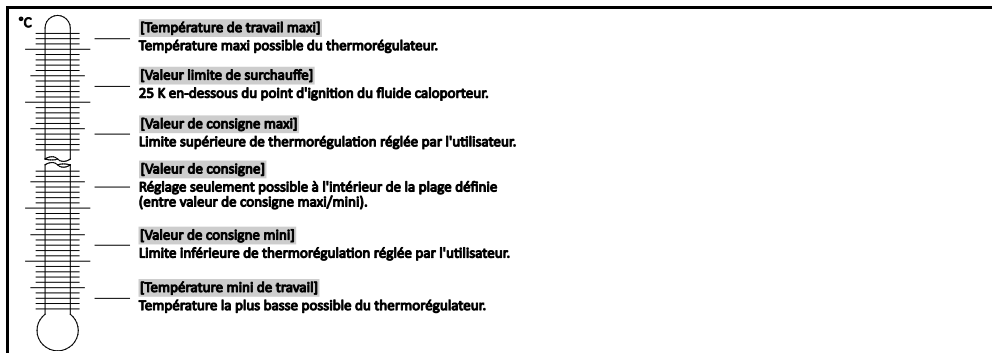 °C
[Température de travail maxi]
Température maxi possible du thermorégulateur.
[Valeur limite de surchauffe]
25 K en-dessous du point d'ignition du fluide caloporteur.
[Valeur de consigne maxi]
Limite supérieure de thermorégulation réglée par l'utilisateur.
[Valeur de consigne]
Réglage seulement possible à l'intérieur de la plage définie
(entre valeur de consigne maxi/mini).
[Valeur de consigne mini]
Limite inférieure de thermorégulation réglée par l'utilisateur.
[Température mini de travail]
Température la plus basse possible du thermorégulateur.